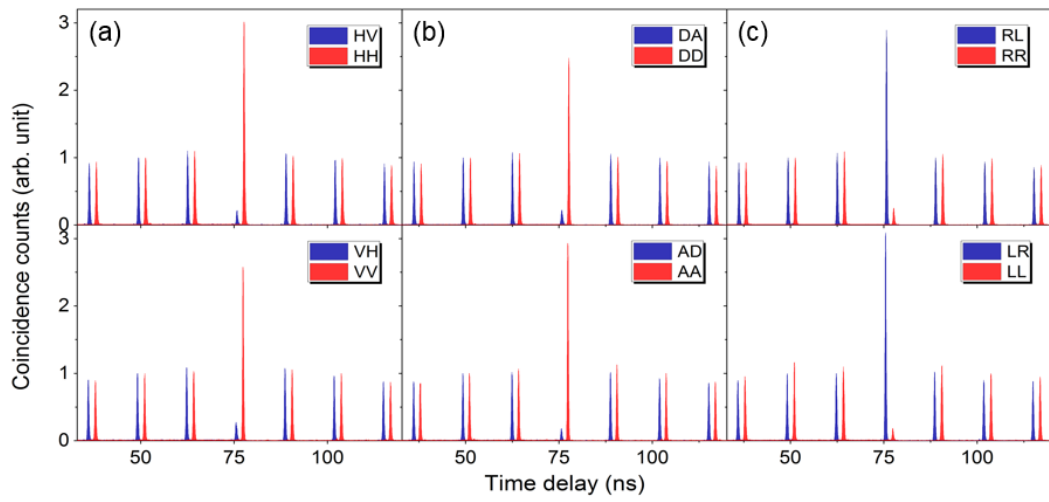 (a)
HV
HH
(b)
DA
DD
(c)
RL
RR
3
2
1
0
VH
VV
AD
AA
LR
LL
3
2
1
0
Coincidence counts (arb. unit)
50 75 100 50 75 100 50 75 100
Time delay (ns)